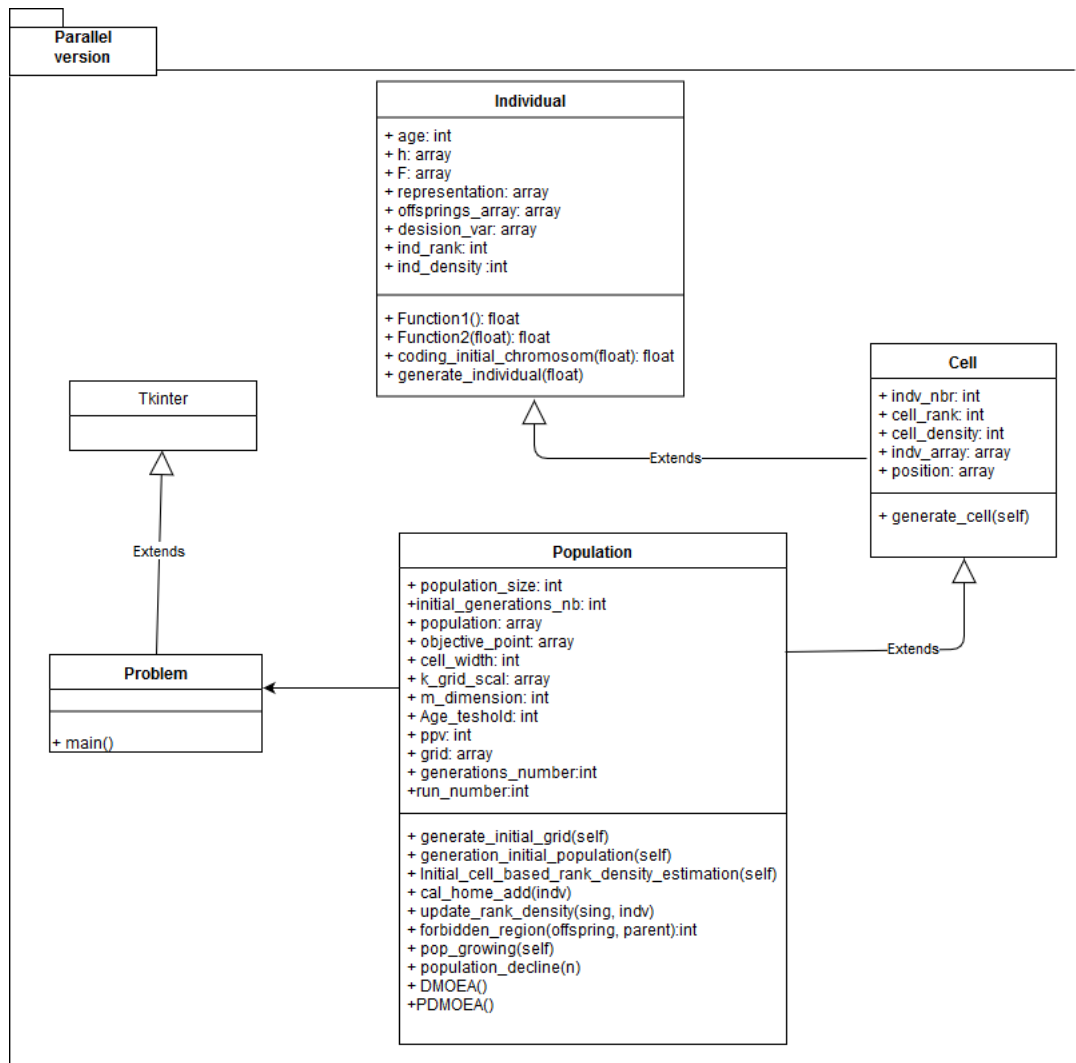 Parallel
version
Individual
+ age: int
+ h: array
+ F: array
+ representation: array
+ offsprings_array: array
+ desision_var: array
+ ind_rank: int
+ ind_density :int
+ Function1(): float
+ Function2(float): float
+ coding_initial_chromosom(float): float
+ generate_individual(float)
Cell
+ indv_nbr: int
+ cell_rank: int
+ cell_density: int
+ indv_array: array
+ position: array
+ generate_cell(self)
Extends
Tkinter
Extends
Problem
+ main()
Population
+ population_size: int
+initial_generations_nb: int
+ population: array
+ objective_point: array
+ cell_width: int
+ k_grid_scal: array
+ m_dimension: int
+ Age_teshold: int
+ ppv: int
+ grid: array
+ generations_number:int
+run_number:int
+ generate_initial_grid(self)
+ generation_initial_population(self)
+ Initial_cell_based_rank_density_estimation(self)
+ cal_home_add(indv)
+ update_rank_density(sing, indv)
+ forbidden_region(offspring, parent):int
+ pop_growing(self)
+ population_decline(n)
+ DMOEA()
+PDMOEA()
Extends